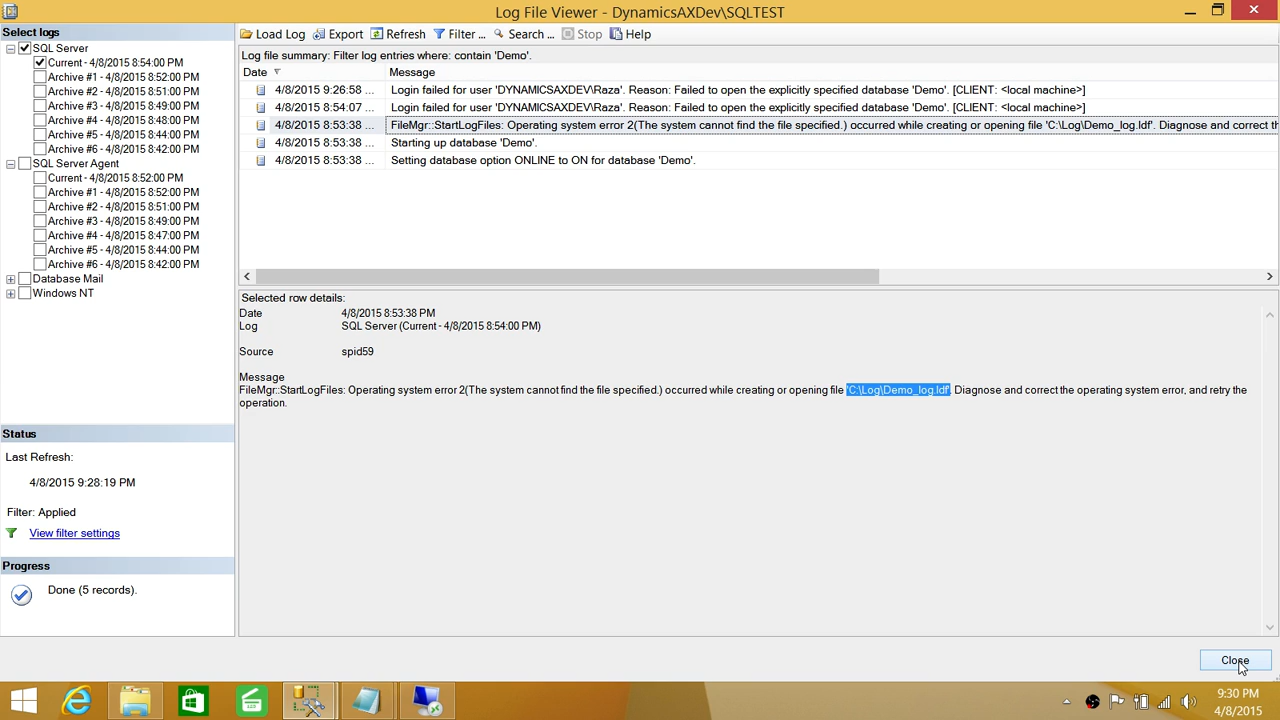 Log File Viewer - DynamicsAXDev\SQLTEST
Select logs
SQL Server
Current - 4/8/2015 8:54:00 PM
Archive #1 - 4/8/2015 8:52:00 PM
Archive #2 - 4/8/2015 8:51:00 PM
Archive #3 - 4/8/2015 8:49:00 PM
Archive #4 - 4/8/2015 8:48:00 PM
Archive #5 - 4/8/2015 8:44:00 PM
Archive #6 - 4/8/2015 8:42:00 PM
SQL Server Agent
Current - 4/8/2015 8:52:00 PM
Archive #1 - 4/8/2015 8:52:00 PM
Archive #2 - 4/8/2015 8:51:00 PM
Archive #3 - 4/8/2015 8:49:00 PM
Archive #4 - 4/8/2015 8:47:00 PM
Archive #5 - 4/8/2015 8:44:00 PM
Archive #6 - 4/8/2015 8:42:00 PM
Database Mail
Windows NT
Status
Last Refresh:
4/8/2015 9:28:19 PM
Filter: Applied
View filter settings
Progress
Done (5 records).
Load Log Export Refresh Filter ... Search ... Stop Help
Log file summary: Filter log entries where: contain 'Demo'.
Date Message
4/8/2015 9:26:58 ... Login failed for user 'DYNAMICSAXDEV\Raza'. Reason: Failed to open the explicitly specified database 'Demo'. [CLIENT: <local machine>]
4/8/2015 8:54:07 ... Login failed for user 'DYNAMICSAXDEV\Raza'. Reason: Failed to open the explicitly specified database 'Demo'. [CLIENT: <local machine>]
4/8/2015 8:53:38 ... FileMgr::StartLogFiles: Operating system error 2(The system cannot find the file specified.) occurred while creating or opening file 'C:\Log\Demo_log.ldf'. Diagnose and correct th
4/8/2015 8:53:38 ... Starting up database 'Demo'.
4/8/2015 8:53:38 ... Setting database option ONLINE to ON for database 'Demo'.
Selected row details:
Date 4/8/2015 8:53:38 PM
Log SQL Server (Current - 4/8/2015 8:54:00 PM)
Source spid59
Message
FileMgr::StartLogFiles: Operating system error 2(The system cannot find the file specified.) occurred while creating or opening file 'C:\Log\Demo_log.ldf'. Diagnose and correct the operating system error, and retry the
operation.
Close
9:30 PM
4/8/2015